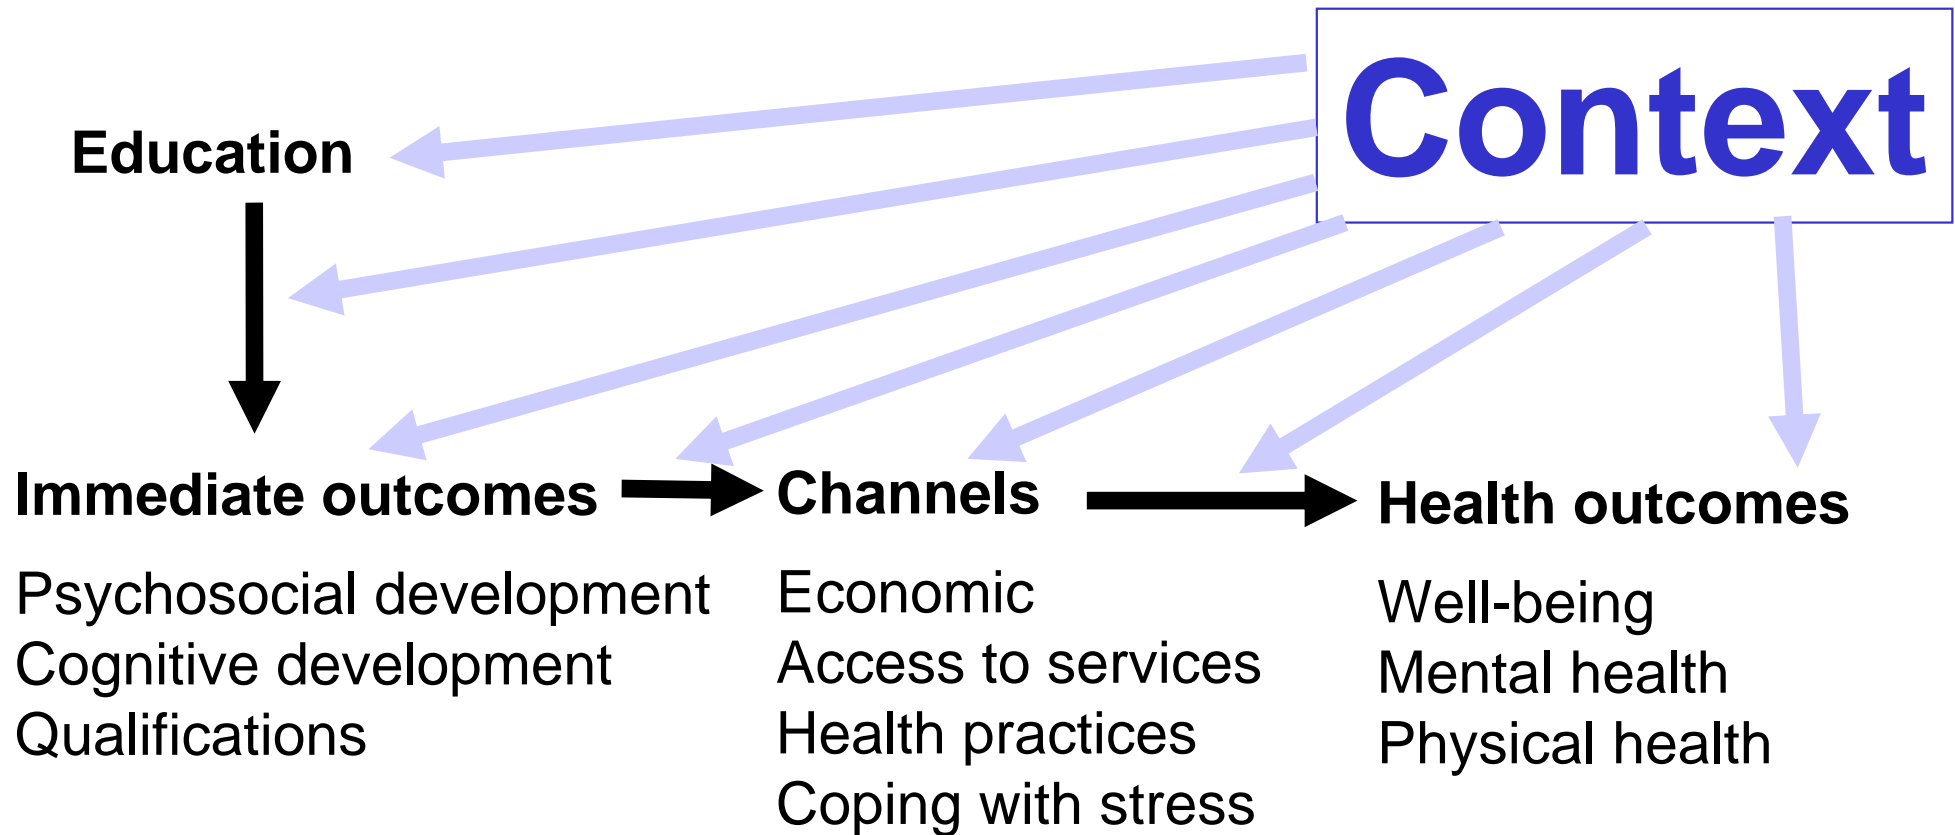 Context
Education
Immediate outcomes
Psychosocial development
Cognitive development
Qualifications
Channels
Economic
Access to services
Health practices
Coping with stress
Health outcomes
Well-being
Mental health
Physical health